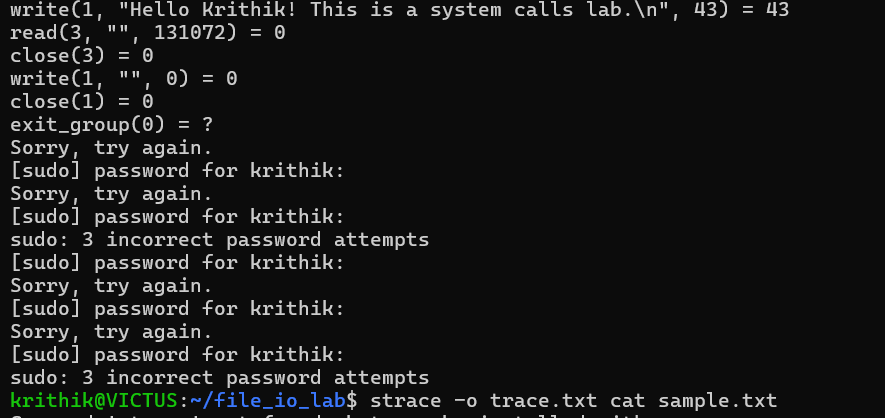 write(1, "Hello Krithik! This is a system calls lab.\n", 43) = 43
read(3, "", 131072) = 0
close(3) = 0
write(1, "", 0) = 0
close(1) = 0
exit_group(0) = ?
Sorry, try again.
[sudo] password for krithik:
Sorry, try again.
[sudo] password for krithik:
sudo: 3 incorrect password attempts
[sudo] password for krithik:
Sorry, try again.
[sudo] password for krithik:
Sorry, try again.
[sudo] password for krithik:
sudo: 3 incorrect password attempts
krithik@VICTUS:~/file_io_lab$ strace -o trace.txt cat sample.txt